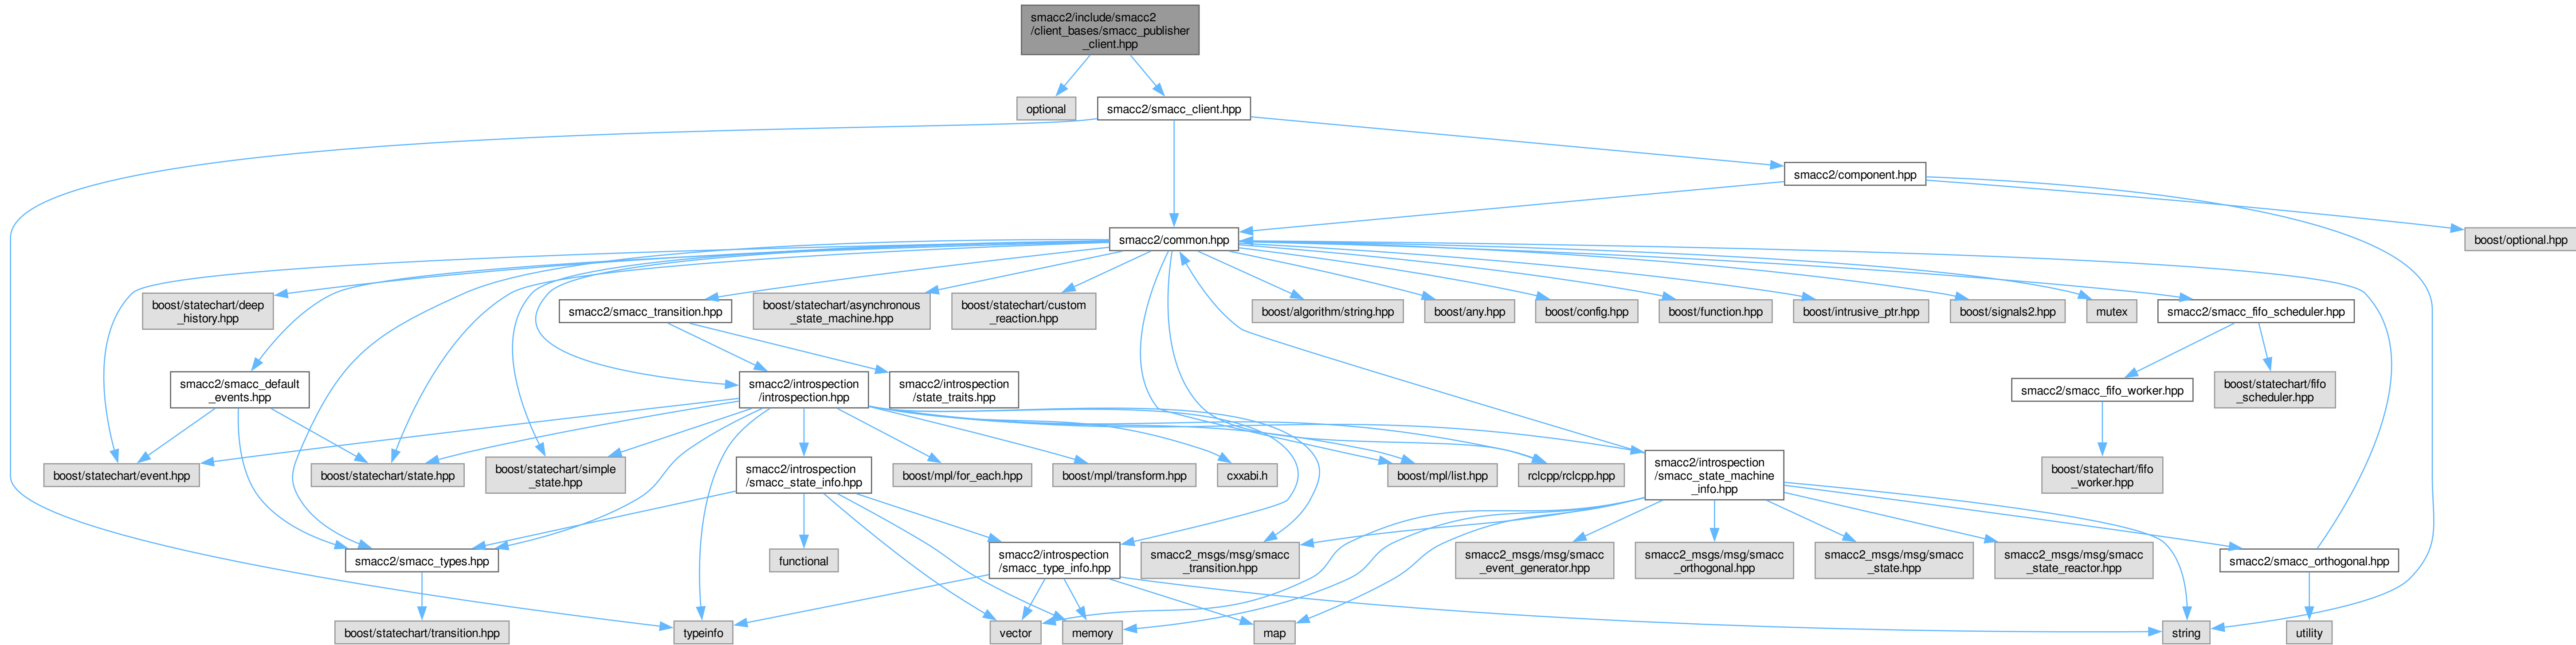 smacc2/include/smacc2
/client_bases/smacc_publisher
_client.hpp
optional
smacc2/smacc_client.hpp
smacc2/component.hpp
smacc2/common.hpp
boost/optional.hpp
boost/statechart/deep
_history.hpp
smacc2/smacc_transition.hpp
boost/statechart/asynchronous
_state_machine.hpp
boost/statechart/custom
_reaction.hpp
boost/algorithm/string.hpp
boost/any.hpp
boost/config.hpp
boost/function.hpp
boost/intrusive_ptr.hpp
boost/signals2.hpp
mutex
smacc2/smacc_fifo_scheduler.hpp
smacc2/smacc_default
_events.hpp
smacc2/introspection
/introspection.hpp
smacc2/introspection
/state_traits.hpp
smacc2/smacc_fifo_worker.hpp
boost/statechart/fifo
_scheduler.hpp
boost/statechart/event.hpp
boost/statechart/state.hpp
boost/statechart/simple
_state.hpp
smacc2/introspection
/smacc_state_info.hpp
boost/mpl/for_each.hpp
boost/mpl/transform.hpp
cxxabi.h
boost/mpl/list.hpp
rclcpp/rclcpp.hpp
smacc2/introspection
/smacc_state_machine
_info.hpp
boost/statechart/fifo
_worker.hpp
smacc2/smacc_types.hpp
functional
smacc2/introspection
/smacc_type_info.hpp
smacc2_msgs/msg/smacc
_transition.hpp
smacc2_msgs/msg/smacc
_event_generator.hpp
smacc2_msgs/msg/smacc
_orthogonal.hpp
smacc2_msgs/msg/smacc
_state.hpp
smacc2_msgs/msg/smacc
_state_reactor.hpp
smacc2/smacc_orthogonal.hpp
boost/statechart/transition.hpp
typeinfo
vector
memory
map
string
utility